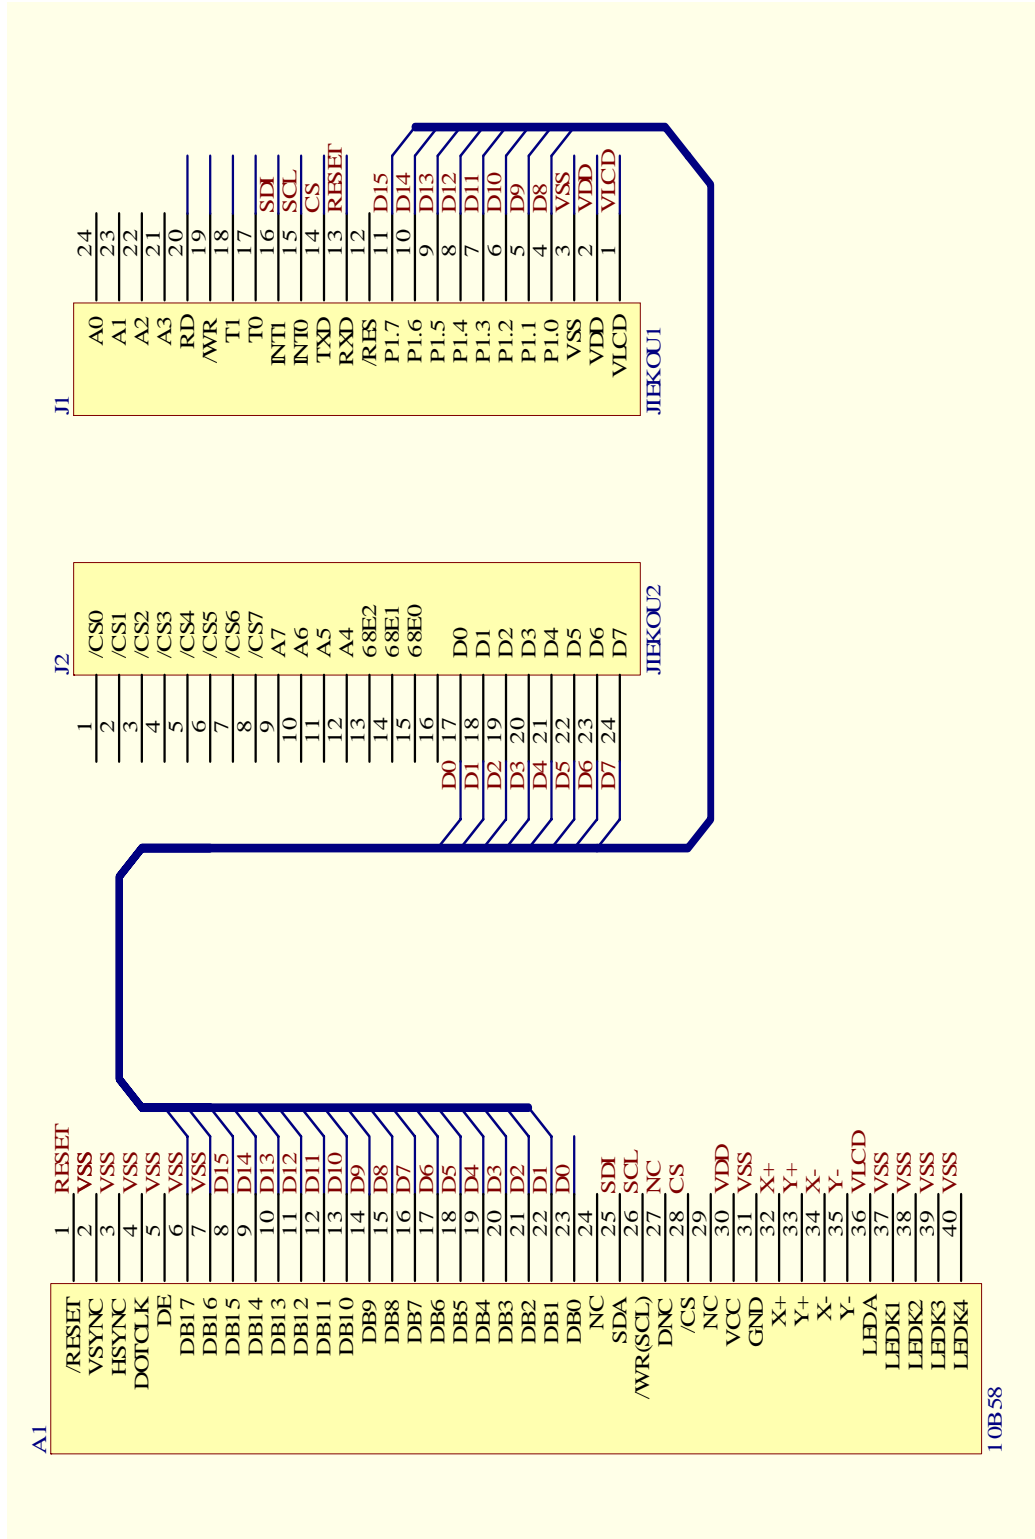 A1
/RESET 1 RESET
VSYNC 2 VSS
HSYNC 3 VSS
DOTCLK 4 VSS
DE 5 VSS
DB17 6 VSS
DB16 7 VSS
DB15 8 D15
DB14 9 D14
DB13 10 D13
DB12 11 D12
DB11 12 D11
DB10 13 D10
DB9 14 D9
DB8 15 D8
DB7 16 D7
DB6 17 D6
DB5 18 D5
DB4 19 D4
DB3 20 D3
DB2 21 D2
DB1 22 D1
DB0 23 D0
NC 24
SDA 25 SDI
/WR(SCL) 26 SCL
DNC 27 NC
/CS 28 CS
NC 29
VCC 30 VDD
GND 31 VSS
X+ 32 X+
Y+ 33 Y+
X- 34 X-
Y- 35 Y-
LEDA 36 VLCD
LEDK1 37 VSS
LEDK2 38 VSS
LEDK3 39 VSS
LEDK4 40 VSS
10B58
J2
1 /CS0
2 /CS1
3 /CS2
4 /CS3
5 /CS4
6 /CS5
7 /CS6
8 /CS7
9 A7
10 A6
11 A5
12 A4
13 68E2
14 68E1
15 68E0
16
D0 17 D0
D1 18 D1
D2 19 D2
D3 20 D3
D4 21 D4
D5 22 D5
D6 23 D6
D7 24 D7
JIEKOU2
J1
A0 24
A1 23
A2 22
A3 21
RD 20
/WR 19
T1 18
T0 17
INT1 16 SDI
INT0 15 SCL
TXD 14 CS
RXD 13 RESET
/RES 12
P1.7 11 D15
P1.6 10 D14
P1.5 9 D13
P1.4 8 D12
P1.3 7 D11
P1.2 6 D10
P1.1 5 D9
P1.0 4 D8
VSS 3 VSS
VDD 2 VDD
VLCD 1 VLCD
JIEKOU1